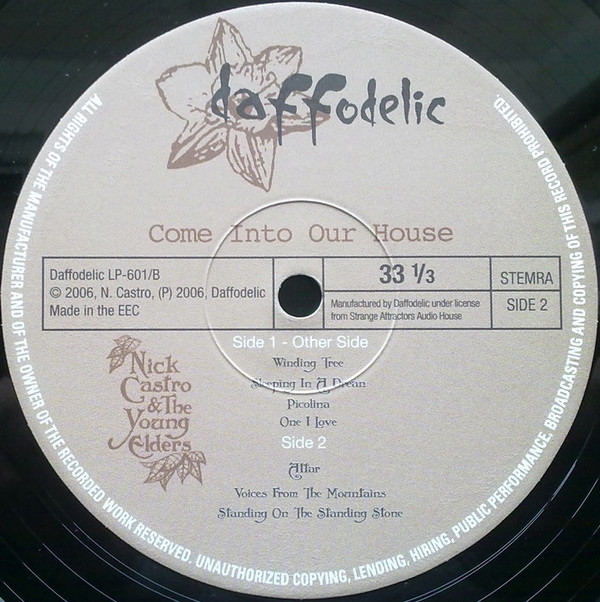 daffodelic
Come Into Our House
Daffodelic LP-601/B
© 2006, N. Castro, (P) 2006, Daffodelic
Made in the EEC
33 1/3
Manufactured by Daffodelic under license
from Strange Attractors Audio House
STEMRA
SIDE 2
Side 1 - Other Side
Winding Tree
Sleeping In A Dream
Picolina
One I Love
Side 2
Attar
Voices From The Mountains
Standing On The Standing Stone
Nick
Castro
& The
Young
Elders
ALL RIGHTS OF THE MANUFACTURER AND OF THE OWNER OF THE RECORDED WORK RESERVED. UNAUTHORIZED COPYING, LENDING, HIRING, PUBLIC PERFORMANCE, BROADCASTING AND COPYING OF THIS RECORD PROHIBITED.